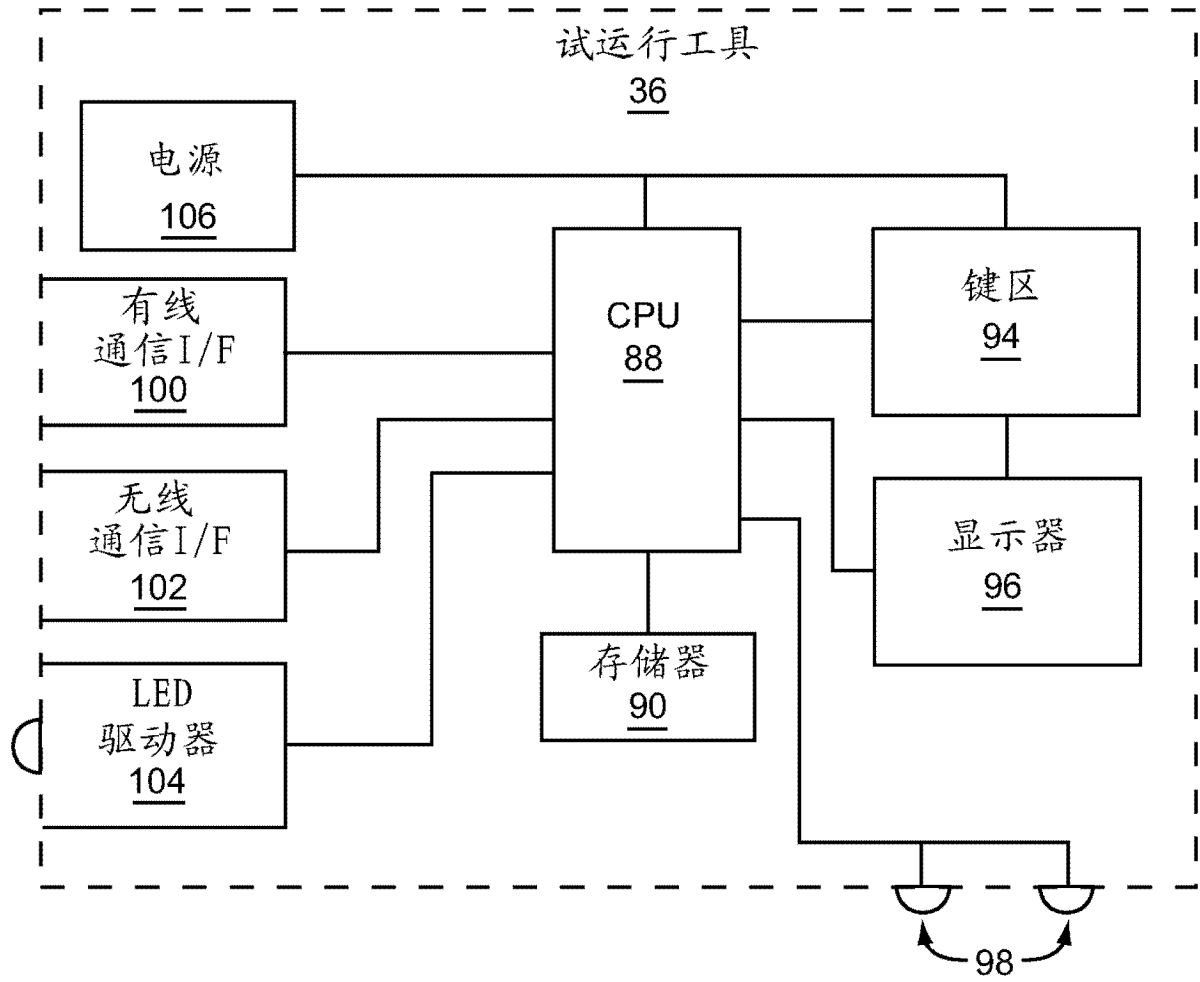 试运行工具
36
电源
106
有线
通信I/F
100
无线
通信I/F
102
LED
驱动器
104
CPU
88
存储器
90
键区
94
显示器
96
98